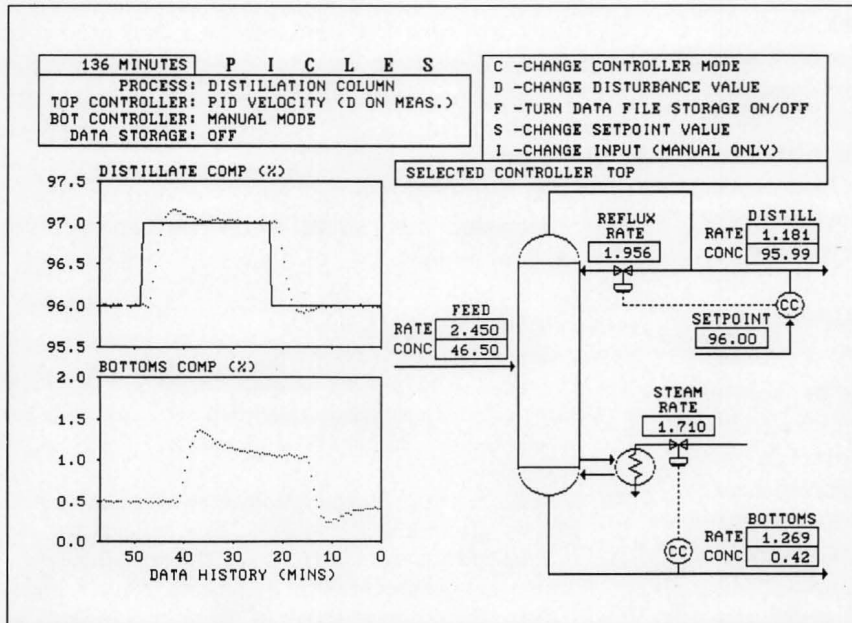 136 MINUTES P I C L E S
PROCESS: DISTILLATION COLUMN
TOP CONTROLLER: PID VELOCITY (D ON MEAS.)
BOT CONTROLLER: MANUAL MODE
DATA STORAGE: OFF
C -CHANGE CONTROLLER MODE
D -CHANGE DISTURBANCE VALUE
F -TURN DATA FILE STORAGE ON/OFF
S -CHANGE SETPOINT VALUE
I -CHANGE INPUT (MANUAL ONLY)
SELECTED CONTROLLER TOP
DISTILLATE COMP (%)
97.5
97.0
96.5
96.0
95.5
BOTTOMS COMP (%)
2.0
1.5
1.0
0.5
0.0
50 40 30 20 10 0
DATA HISTORY (MINS)
REFLUX
RATE
1.956
DISTILL
RATE 1.181
CONC 95.99
CC
SETPOINT
96.00
FEED
RATE 2.450
CONC 46.50
STEAM
RATE
1.710
CC
BOTTOMS
RATE 1.269
CONC 0.42